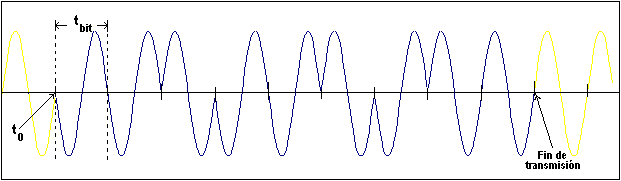 t bit
t 0
Fin de
transmisión